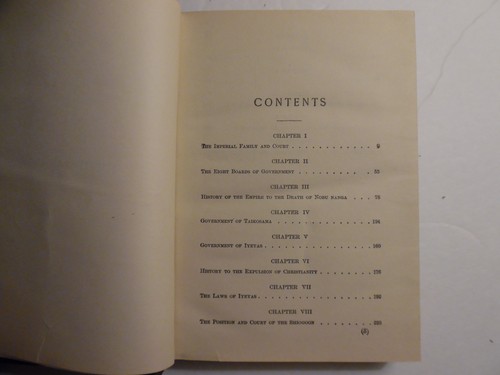 CONTENTS
CHAPTER I
THE IMPERIAL FAMILY AND COURT . . . . . . . . . . . . 9
CHAPTER II
THE EIGHT BOARDS OF GOVERNMENT . . . . . . . . .
CHAPTER III
HISTORY OF THE EMPIRE TO THE DEATH OF NOBU NANGA . . .
CHAPTER IV
GOVERNMENT OF TAIKOSAMA . . . . . . . . . . . . .
CHAPTER V
GOVERNMENT OF IYEYAS . . . . . . . . . . . . . .
CHAPTER VI
HISTORY TO THE EXPULSION OF CHRISTIANITY . . . . . .
CHAPTER VII
THE LAWS OF IYEYAS . . . . . . . . . . . . . . .
CHAPTER VIII
THE POSITION AND COURT OF THE SHIOGOON . . . . . . .